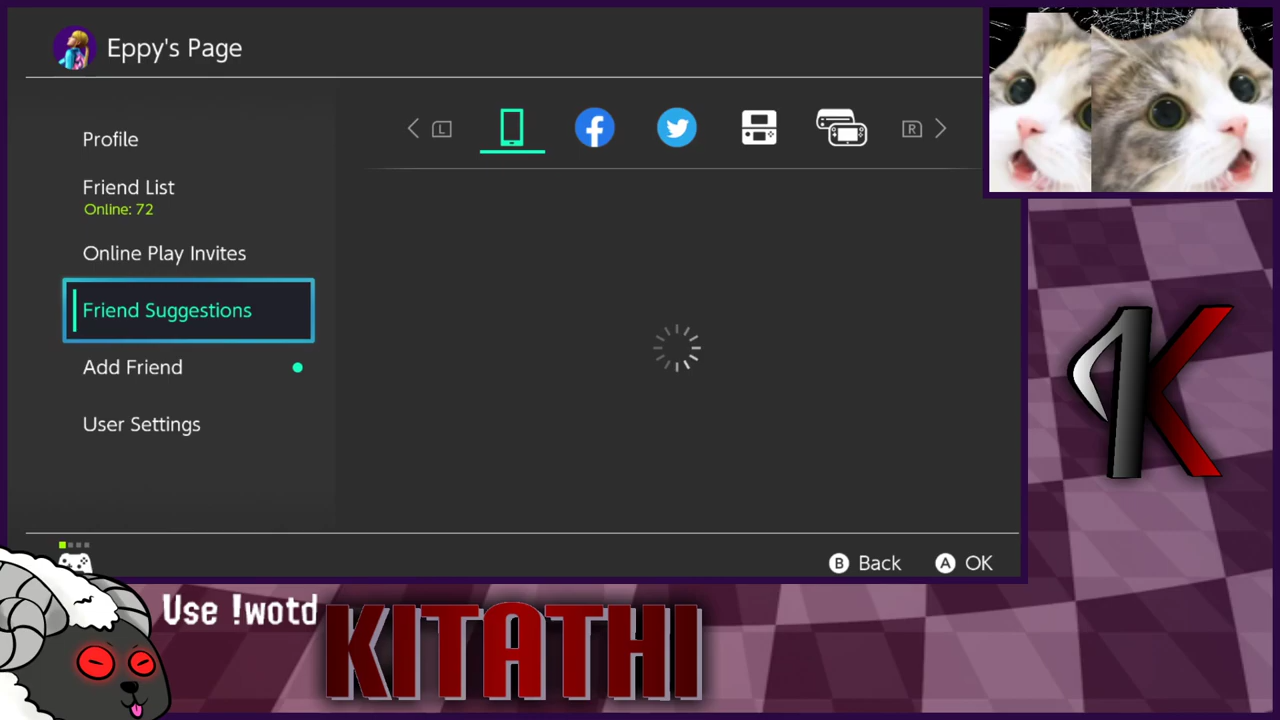 Eppy's Page
Profile
Friend List
Online: 72
Online Play Invites
Friend Suggestions
Add Friend
User Settings
L
R
B Back
A OK
Use !wotd
KITATHI
K